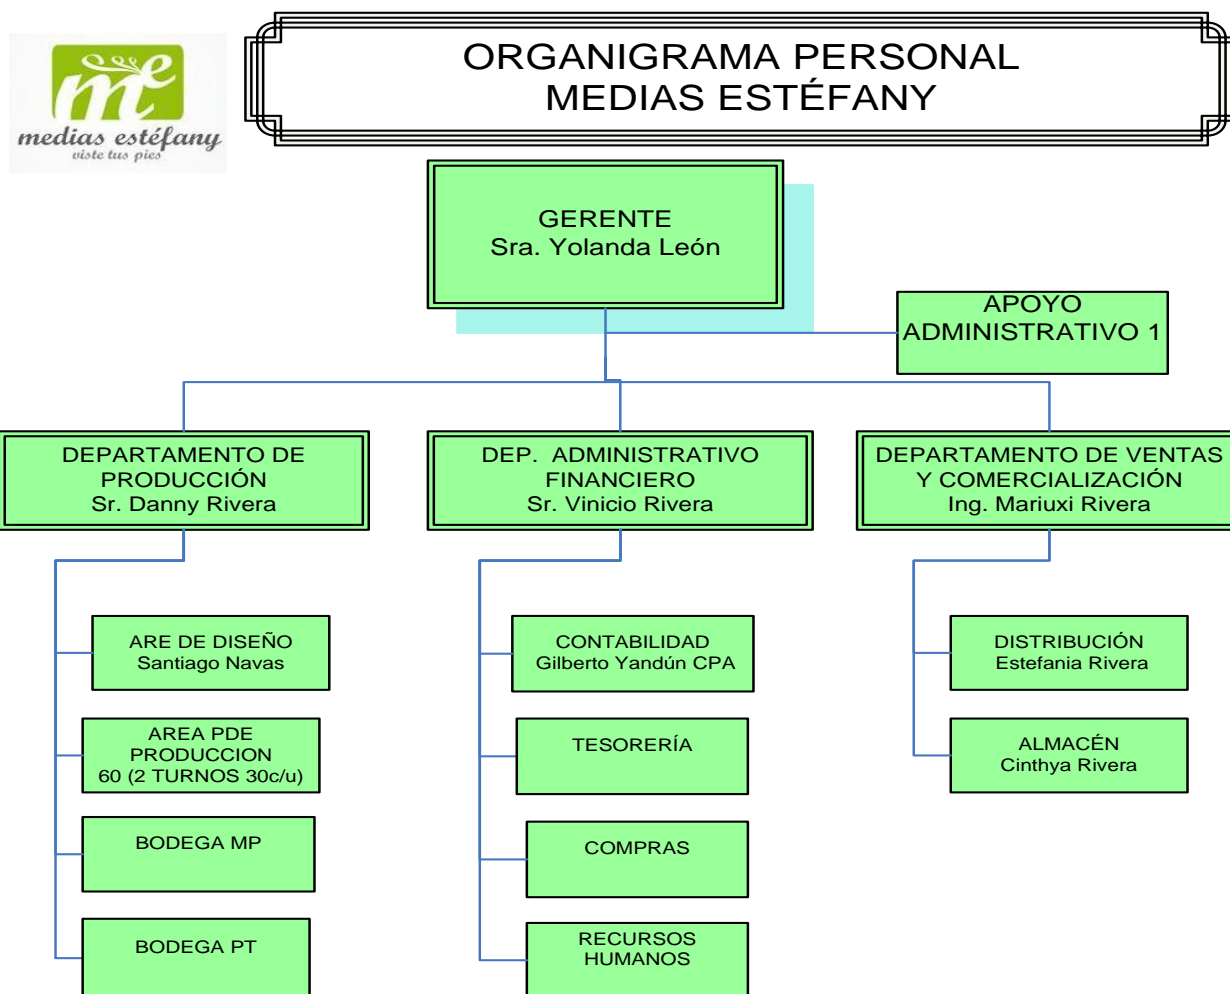 me
medias estéfany
viste tus pies
ORGANIGRAMA PERSONAL
MEDIAS ESTÉFANY
GERENTE
Sra. Yolanda León
APOYO
ADMINISTRATIVO 1
DEPARTAMENTO DE
PRODUCCIÓN
Sr. Danny Rivera
DEP. ADMINISTRATIVO
FINANCIERO
Sr. Vinicio Rivera
DEPARTAMENTO DE VENTAS
Y COMERCIALIZACIÓN
Ing. Mariuxi Rivera
ARE DE DISEÑO
Santiago Navas
AREA PDE
PRODUCCION
60 (2 TURNOS 30c/u)
BODEGA MP
BODEGA PT
CONTABILIDAD
Gilberto Yandún CPA
TESORERÍA
COMPRAS
RECURSOS
HUMANOS
DISTRIBUCIÓN
Estefania Rivera
ALMACÉN
Cinthya Rivera